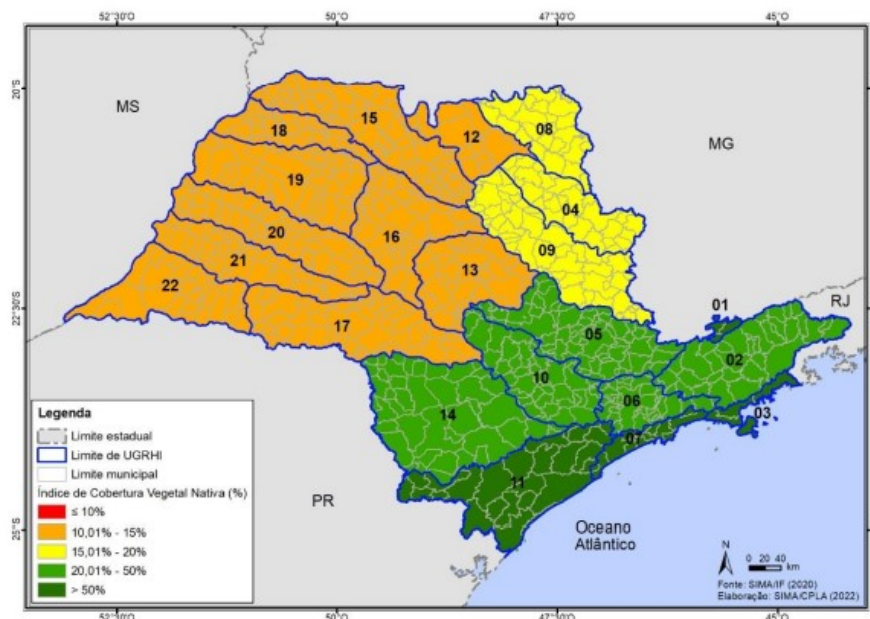 52°30'O 50°O 47°30'O 45°O
20°S
MS
15
18
12
08
MG
19
04
16
20
09
13
21
22
22°30'S
01
RJ
17
05
02
10
06
03
14
07
11
PR
25°S
Oceano
Atlântico
Legenda
Limite estadual
Limite de UGRHI
Limite municipal
Índice de Cobertura Vegetal Nativa (%)
≤ 10%
10,01% - 15%
15,01% - 20%
20,01% - 50%
> 50%
N
0 20 40
km
Fonte: SIMA/IF (2020)
Elaboração: SIMA/CPLA (2022)
52°30'O 50°O 47°30'O 45°O